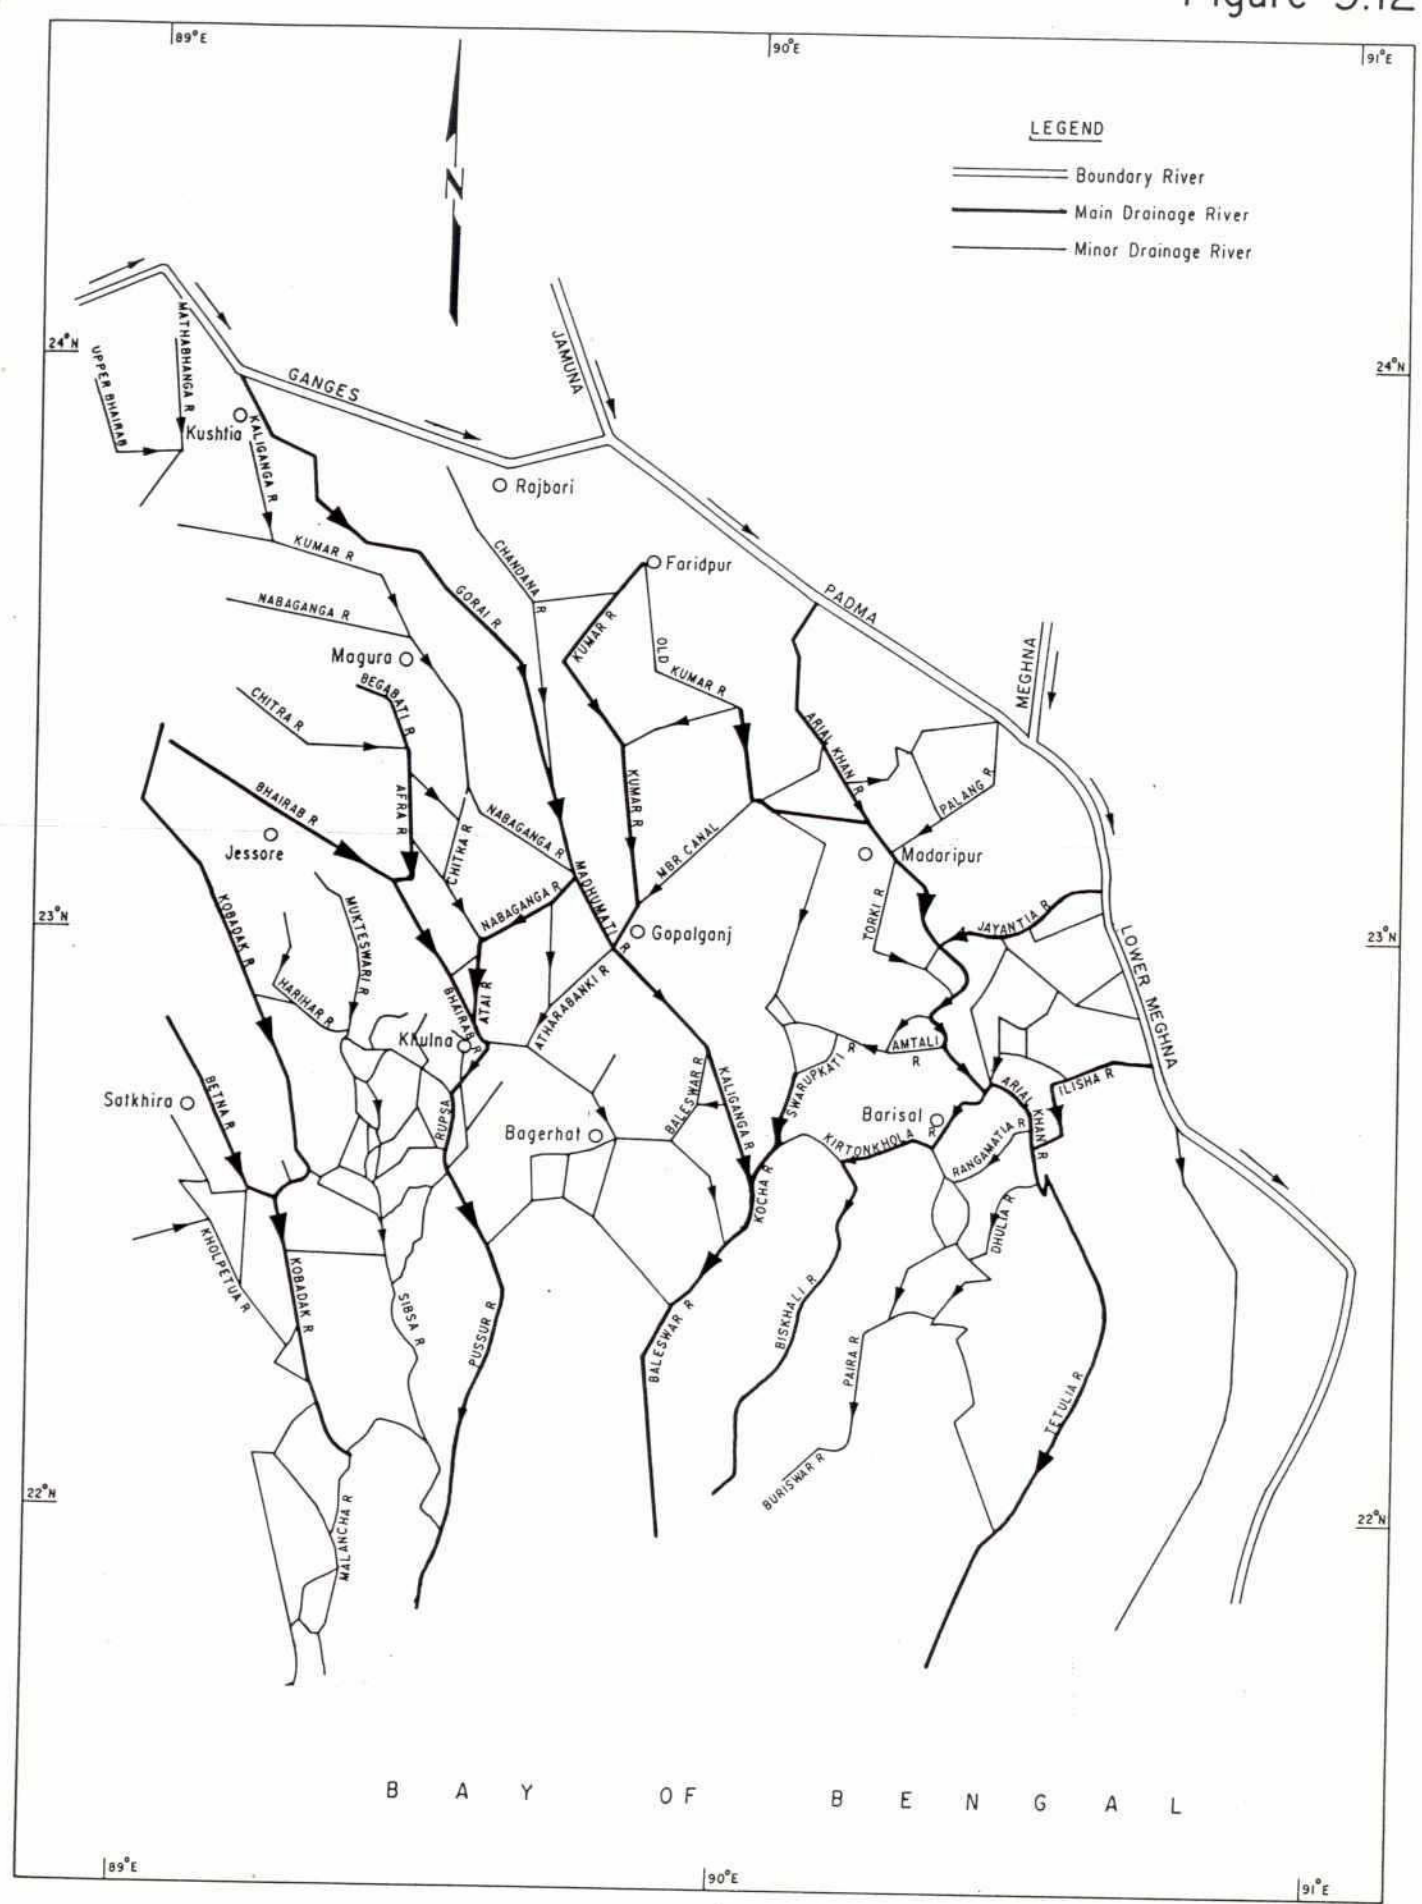 Figure 3.12
89°E
90°E
91°E
LEGEND
Boundary River
Main Drainage River
Minor Drainage River
24°N
24°N
UPPER BHAIRAB
MATHABHANGA R
GANGES
JAMUNA
Kushtia
KALIGANGA R
Rajbari
KUMAR R
CHANDANA R
Faridpur
PADMA
NABAGANGA R
GORAI R
KUMAR R
OLD
KUMAR R
MEGHNA
Magura
BEGABATI R
CHITRA R
ARIAL KHAN R
PALANG R
BHAIRAB R
AFRA R
KUMAR R
CHITRA R
NABAGANGA R
MBR CANAL
Jessore
Madaripur
MADHUMATI R
23°N
KOBADAK R
MUKTESWARI R
NABAGANGA R
Gopalganj
TORKI R
JAYANTIA R
LOWER MEGHNA
23°N
HARIHAR R
BHAIRAB R
ATAI R
ATHARABANKI R
Khulna
AMTALI
R
SWARUPKATI R
BALESWAR R
KALIGANGA R
ARIAL KHAN R
ILISHA R
Satkhira
BETNA R
RUPSA
Bagerhat
Barisal
KIRTONKHOLA R
RANGAMATIA R
KOCHA R
DHULIA R
KHOLPETUA R
KOBADAK R
SIBSA R
PUSSUR R
BALESWAR R
BISKHALI R
PAIRA R
TETULIA R
BURISWAR R
22°N
22°N
MALANCHA R
BAY OF BENGAL
89°E
90°E
91°E